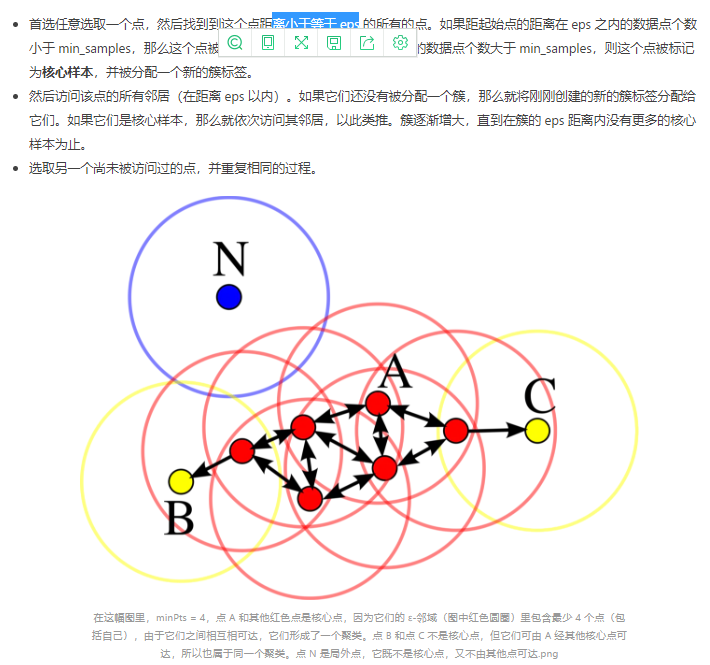 首选任意选取一个点，然后找到到这个点距离小于等于 eps 的所有的点。如果距起始点的距离在 eps 之内的数据点个数
小于 min_samples，那么这个点被 的数据点个数大于 min_samples，则这个点被标记
为核心样本，并被分配一个新的簇标签。
然后访问该点的所有邻居（在距离 eps 以内）。如果它们还没有被分配一个簇，那么就将刚刚创建的新的簇标签分配给
它们。如果它们是核心样本，那么就依次访问其邻居，以此类推。簇逐渐增大，直到在簇的 eps 距离内没有更多的核心
样本为止。
选取另一个尚未被访问过的点，并重复相同的过程。
N
A
C
B
在这幅图里，minPts = 4，点 A 和其他红色点是核心点，因为它们的 ε-邻域（图中红色圆圈）里包含最少 4 个点（包
括自己），由于它们之间相互相可达，它们形成了一个聚类。点 B 和点 C 不是核心点，但它们可由 A 经其他核心点可
达，所以也属于同一个聚类。点 N 是局外点，它既不是核心点，又不由其他点可达.png